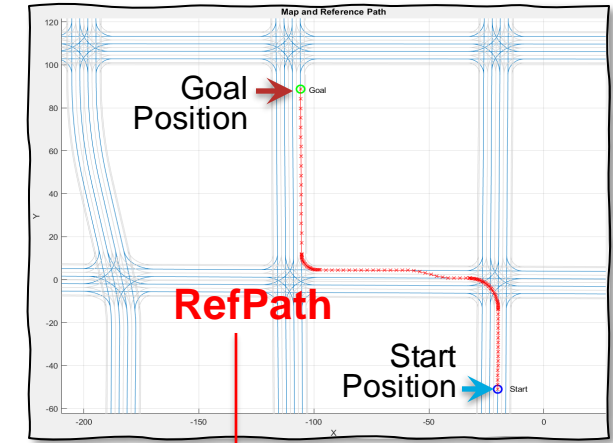 Map and Reference Path
120
100
80
60
40
20
0
-20
-40
-60
Y
Goal
Position
Goal
RefPath
Start
Position
Start
-200
-150
-100
-50
0
X